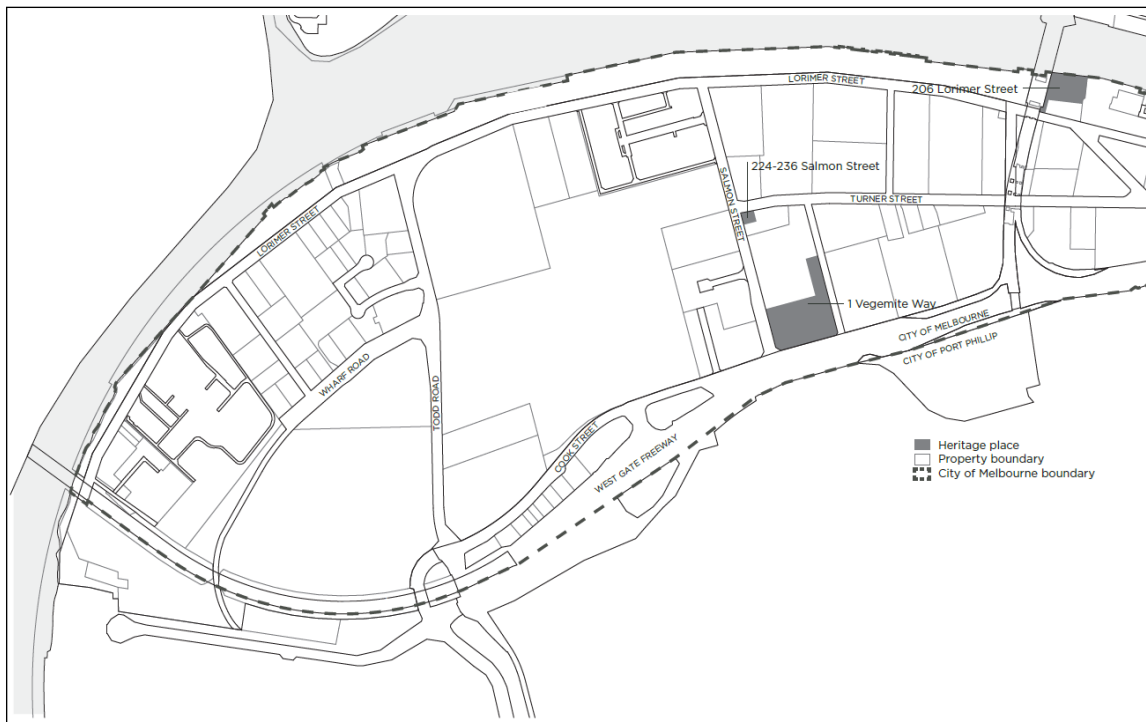 LORIMER STREET
206 Lorimer Street
224-236 Salmon Street
SALMON STREET
TURNER STREET
LORIMER STREET
1 Vegemite Way
CITY OF MELBOURNE
CITY OF PORT PHILLIP
WHARF ROAD
TODD ROAD
COOK STREET
WEST GATE FREEWAY
Heritage place
Property boundary
City of Melbourne boundary